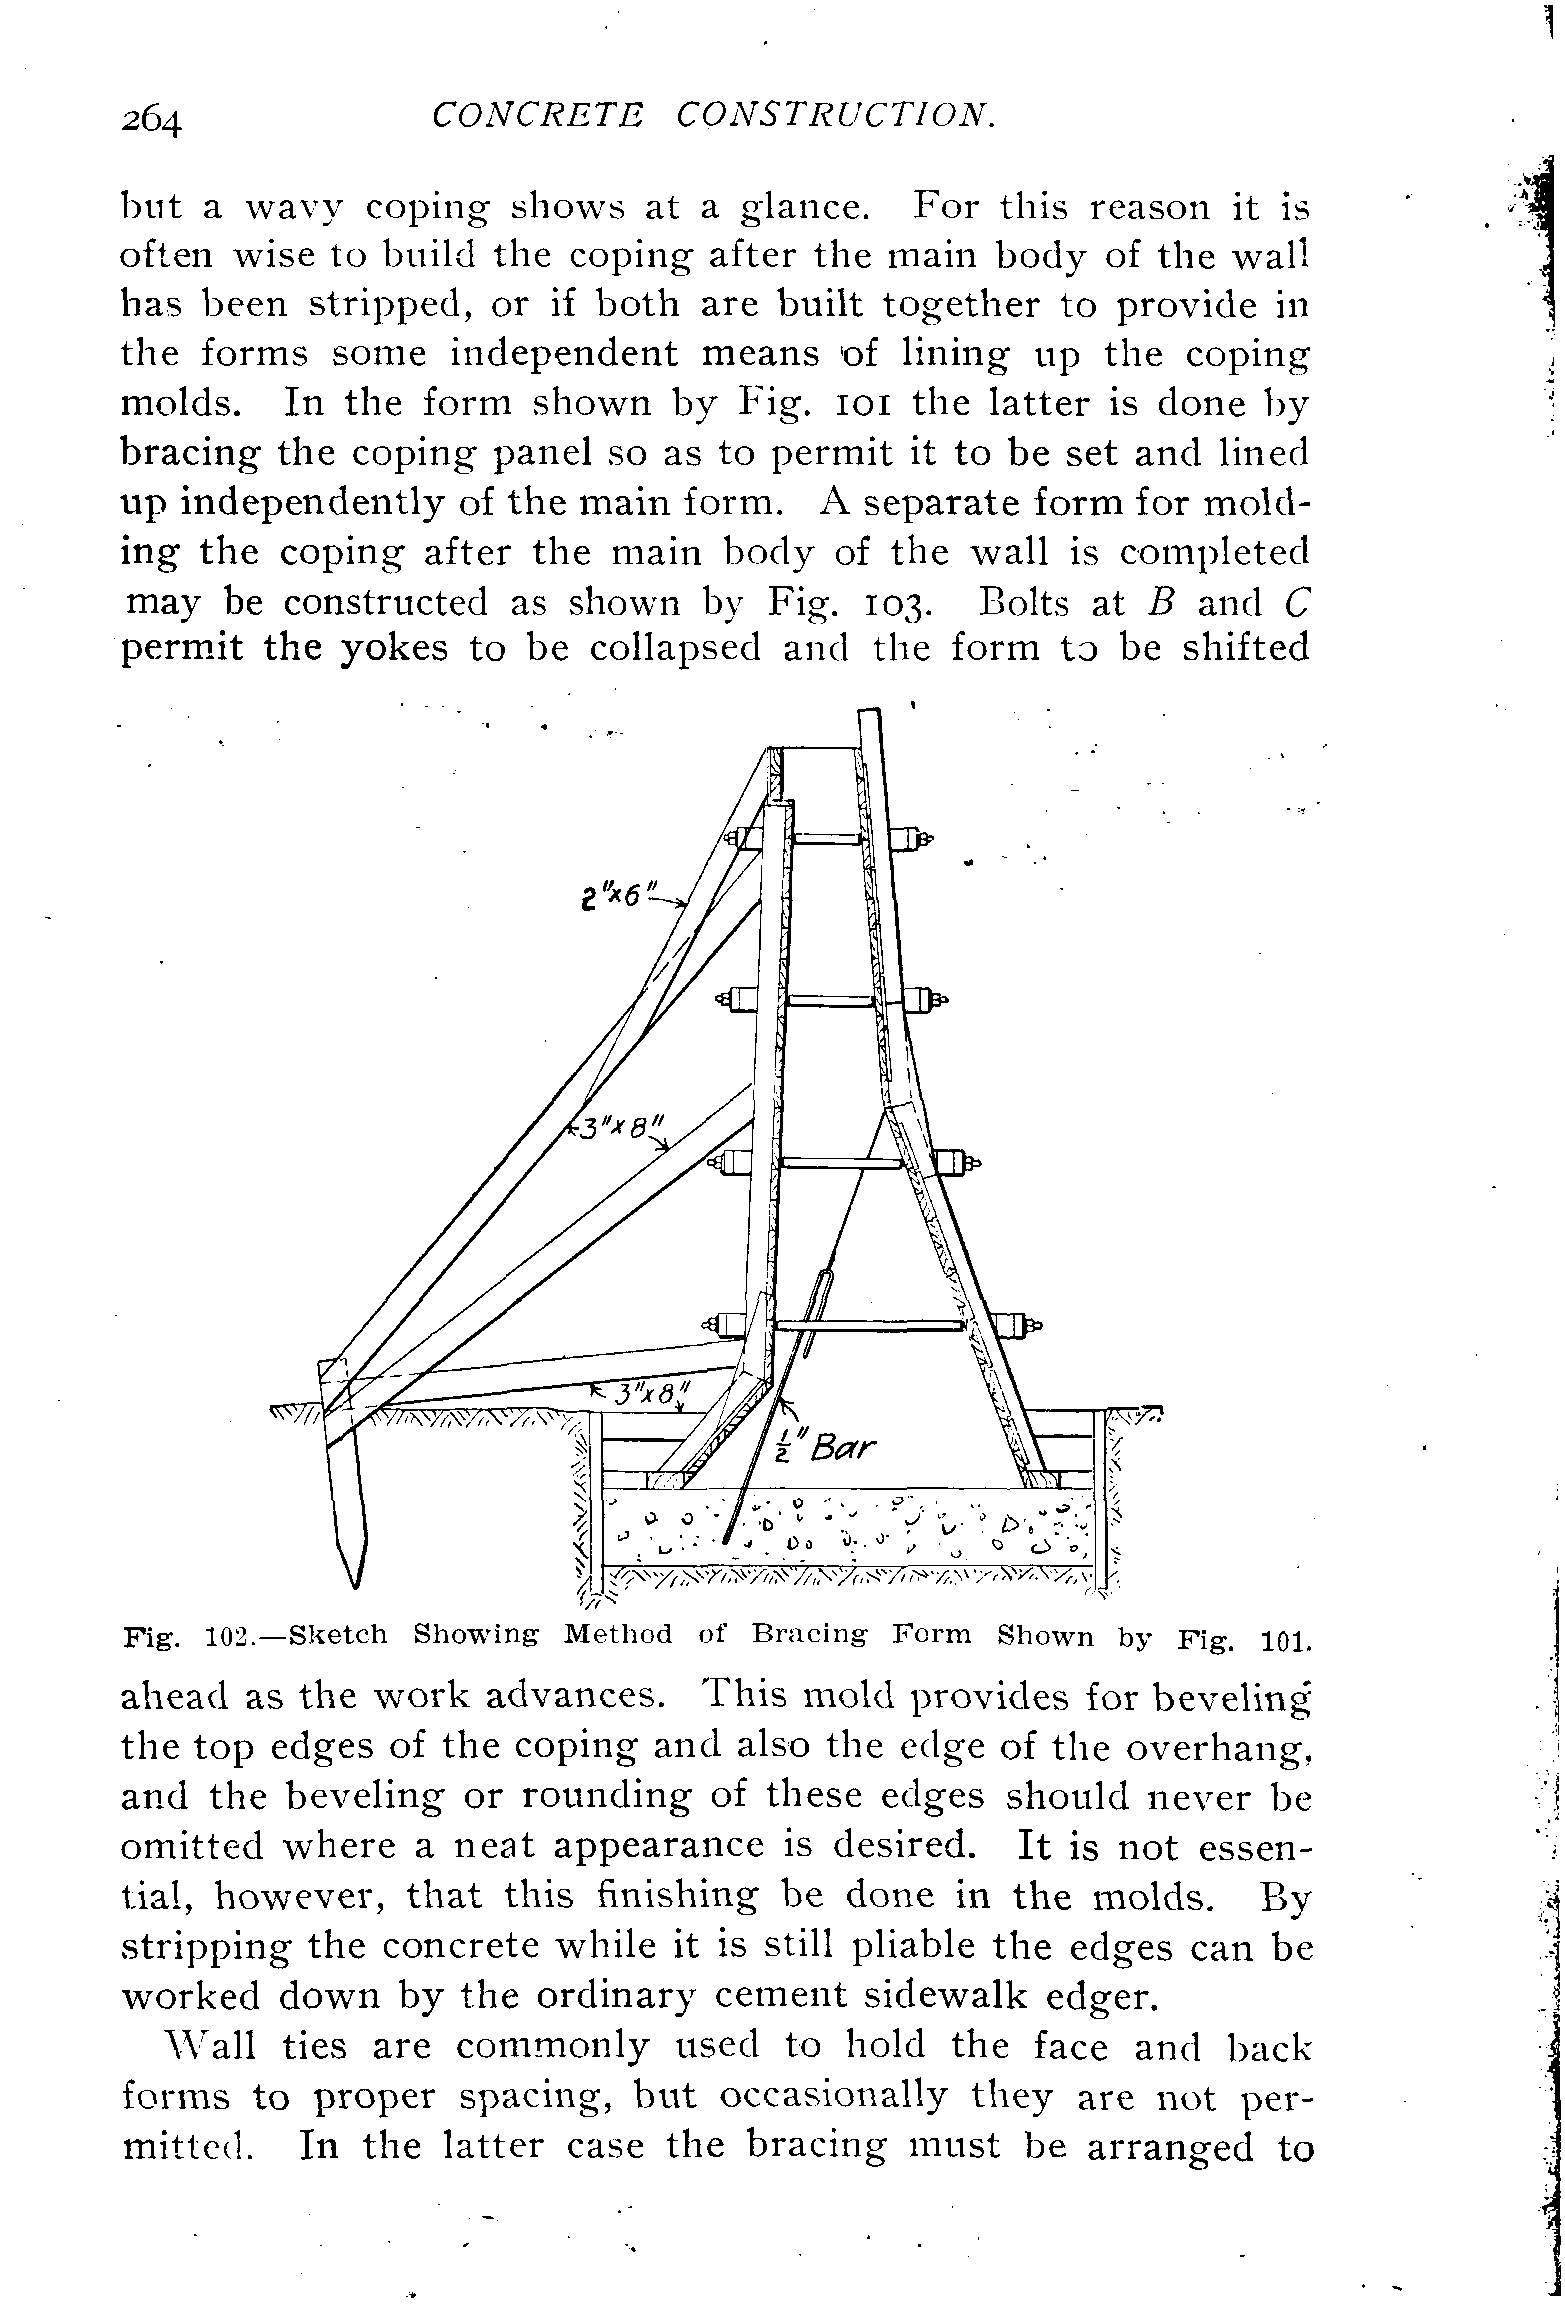 264 CONCRETE CONSTRUCTION.
but a wavy coping shows at a glance. For this reason it is
often wise to build the coping after the main body of the wall
has been stripped, or if both are built together to provide in
the forms some independent means of lining up the coping
molds. In the form shown by Fig. 101 the latter is done by
bracing the coping panel so as to permit it to be set and lined
up independently of the main form. A separate form for mold-
ing the coping after the main body of the wall is completed
may be constructed as shown by Fig. 103. Bolts at B and C
permit the yokes to be collapsed and the form to be shifted
2"x6"
3"x8"
3"x8"
½" Bar
Fig. 102.—Sketch Showing Method of Bracing Form Shown by Fig. 101.
ahead as the work advances. This mold provides for beveling
the top edges of the coping and also the edge of the overhang,
and the beveling or rounding of these edges should never be
omitted where a neat appearance is desired. It is not essen-
tial, however, that this finishing be done in the molds. By
stripping the concrete while it is still pliable the edges can be
worked down by the ordinary cement sidewalk edger.
Wall ties are commonly used to hold the face and back
forms to proper spacing, but occasionally they are not per-
mitted. In the latter case the bracing must be arranged to